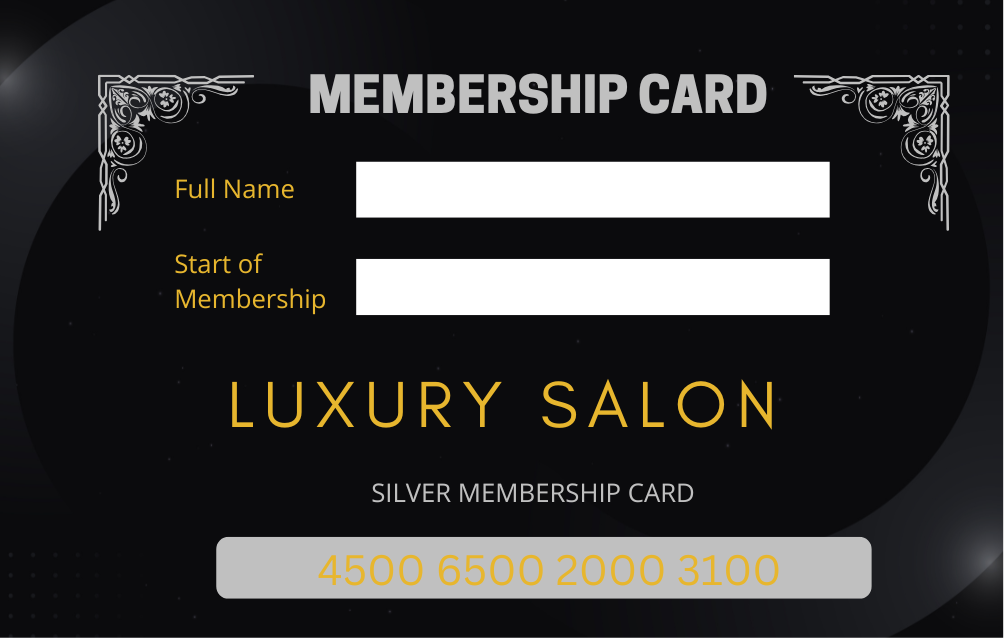 MEMBERSHIP CARD
Full Name
Start of
Membership
LUXURY SALON
SILVER MEMBERSHIP CARD
4500 6500 2000 3100